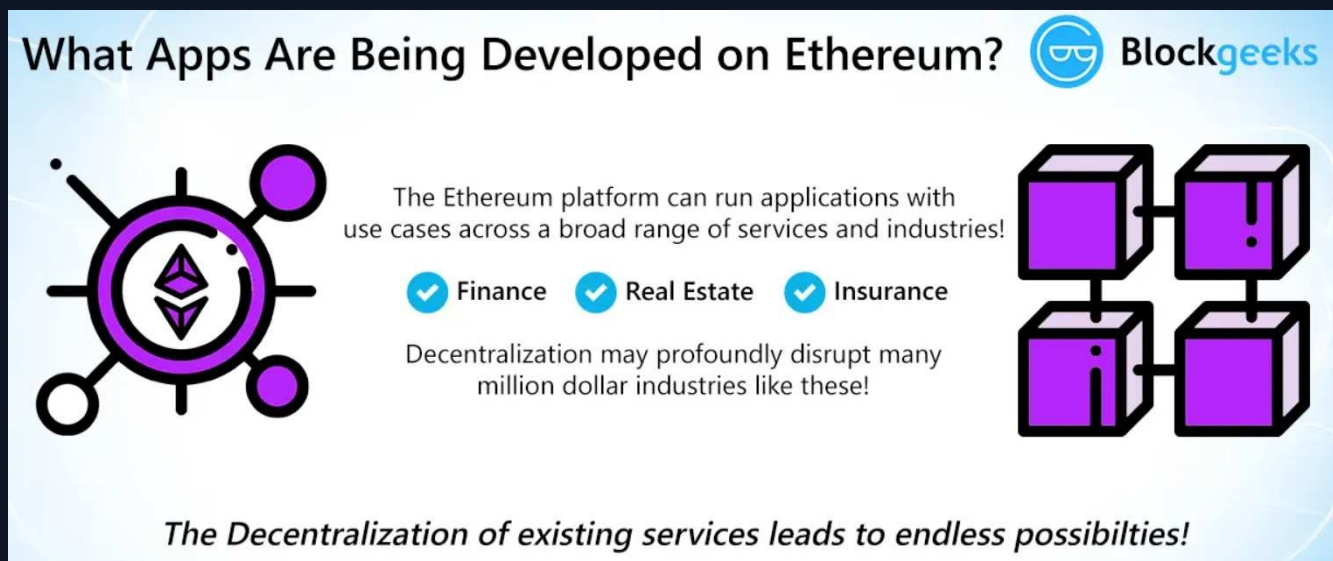 What Apps Are Being Developed on Ethereum?
Blockgeeks
The Ethereum platform can run applications with
use cases across a broad range of services and industries!
Finance Real Estate Insurance
Decentralization may profoundly disrupt many
million dollar industries like these!
The Decentralization of existing services leads to endless possibilties!